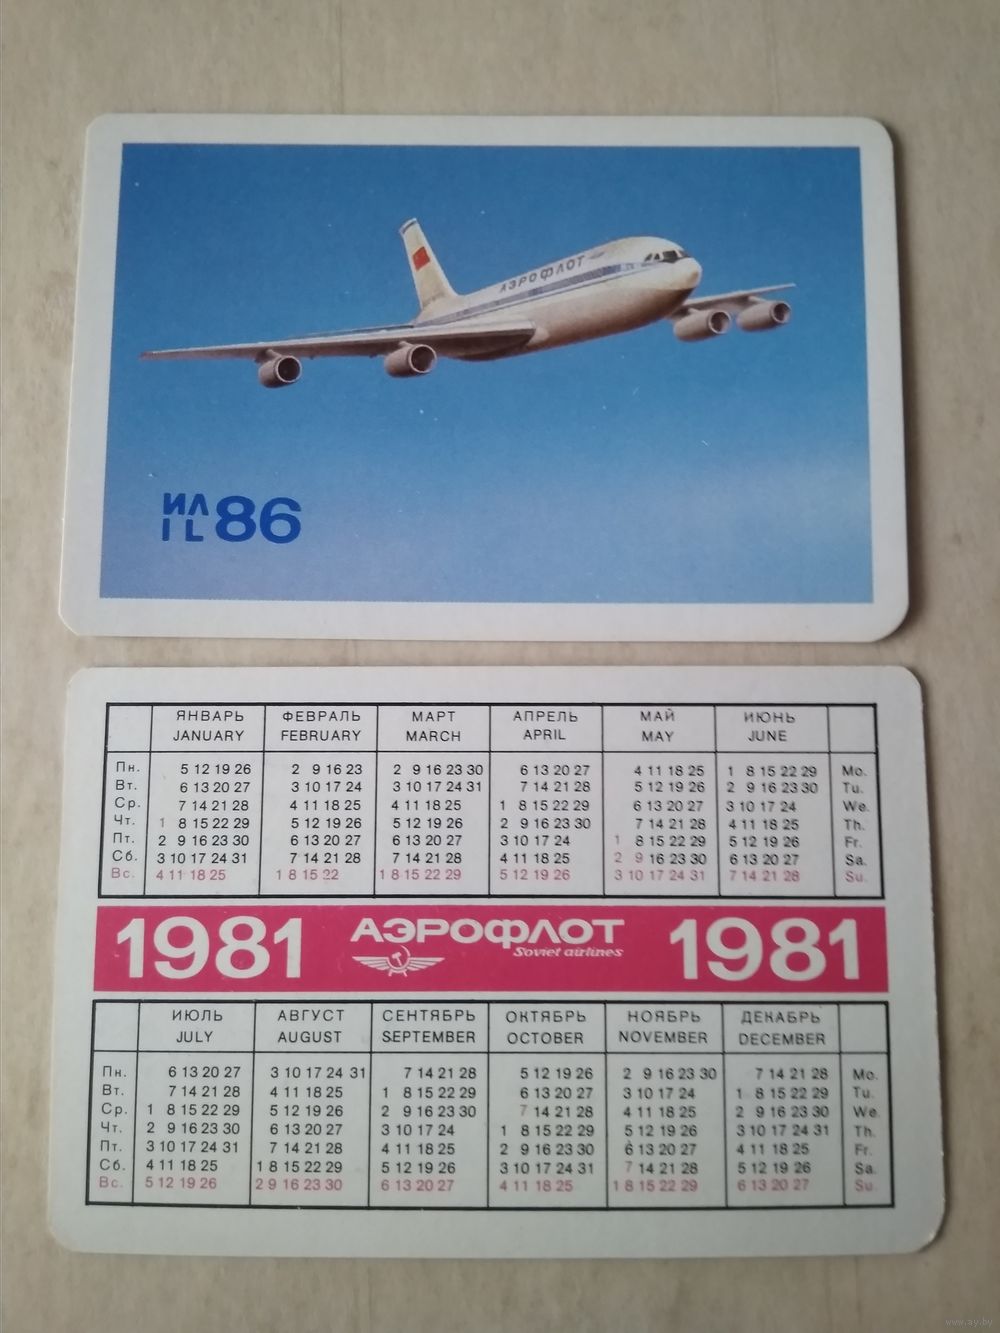 АЭРОФЛОТ
ИЛ
IL 86
ЯНВАРЬ ФЕВРАЛЬ МАРТ АПРЕЛЬ МАЙ ИЮНЬ
JANUARY FEBRUARY MARCH APRIL MAY JUNE
Пн. 5 12 19 26 2 9 16 23 2 9 16 23 30 6 13 20 27 4 11 18 25 1 8 15 22 29 Mo.
Вт. 6 13 20 27 3 10 17 24 3 10 17 24 31 7 14 21 28 5 12 19 26 2 9 16 23 30 Tu.
Ср. 7 14 21 28 4 11 18 25 4 11 18 25 1 8 15 22 29 6 13 20 27 3 10 17 24 We.
Чт. 1 8 15 22 29 5 12 19 26 5 12 19 26 2 9 16 23 30 7 14 21 28 4 11 18 25 Th.
Пт. 2 9 16 23 30 6 13 20 27 6 13 20 27 3 10 17 24 1 8 15 22 29 5 12 19 26 Fr.
Сб. 3 10 17 24 31 7 14 21 28 7 14 21 28 4 11 18 25 2 9 16 23 30 6 13 20 27 Sa.
Вс. 4 11 18 25 1 8 15 22 1 8 15 22 29 5 12 19 26 3 10 17 24 31 7 14 21 28 Su.
1981 АЭРОФЛОТ 1981
Soviet airlines
ИЮЛЬ АВГУСТ СЕНТЯБРЬ ОКТЯБРЬ НОЯБРЬ ДЕКАБРЬ
JULY AUGUST SEPTEMBER OCTOBER NOVEMBER DECEMBER
Пн. 6 13 20 27 3 10 17 24 31 7 14 21 28 5 12 19 26 2 9 16 23 30 7 14 21 28 Mo.
Вт. 7 14 21 28 4 11 18 25 1 8 15 22 29 6 13 20 27 3 10 17 24 1 8 15 22 29 Tu.
Ср. 1 8 15 22 29 5 12 19 26 2 9 16 23 30 7 14 21 28 4 11 18 25 2 9 16 23 30 We.
Чт. 2 9 16 23 30 6 13 20 27 3 10 17 24 1 8 15 22 29 5 12 19 26 3 10 17 24 31 Th.
Пт. 3 10 17 24 31 7 14 21 28 4 11 18 25 2 9 16 23 30 6 13 20 27 4 11 18 25 Fr.
Сб. 4 11 18 25 1 8 15 22 29 5 12 19 26 3 10 17 24 31 7 14 21 28 5 12 19 26 Sa.
Вс. 5 12 19 26 2 9 16 23 30 6 13 20 27 4 11 18 25 1 8 15 22 29 6 13 20 27 Su.
www.ay.by